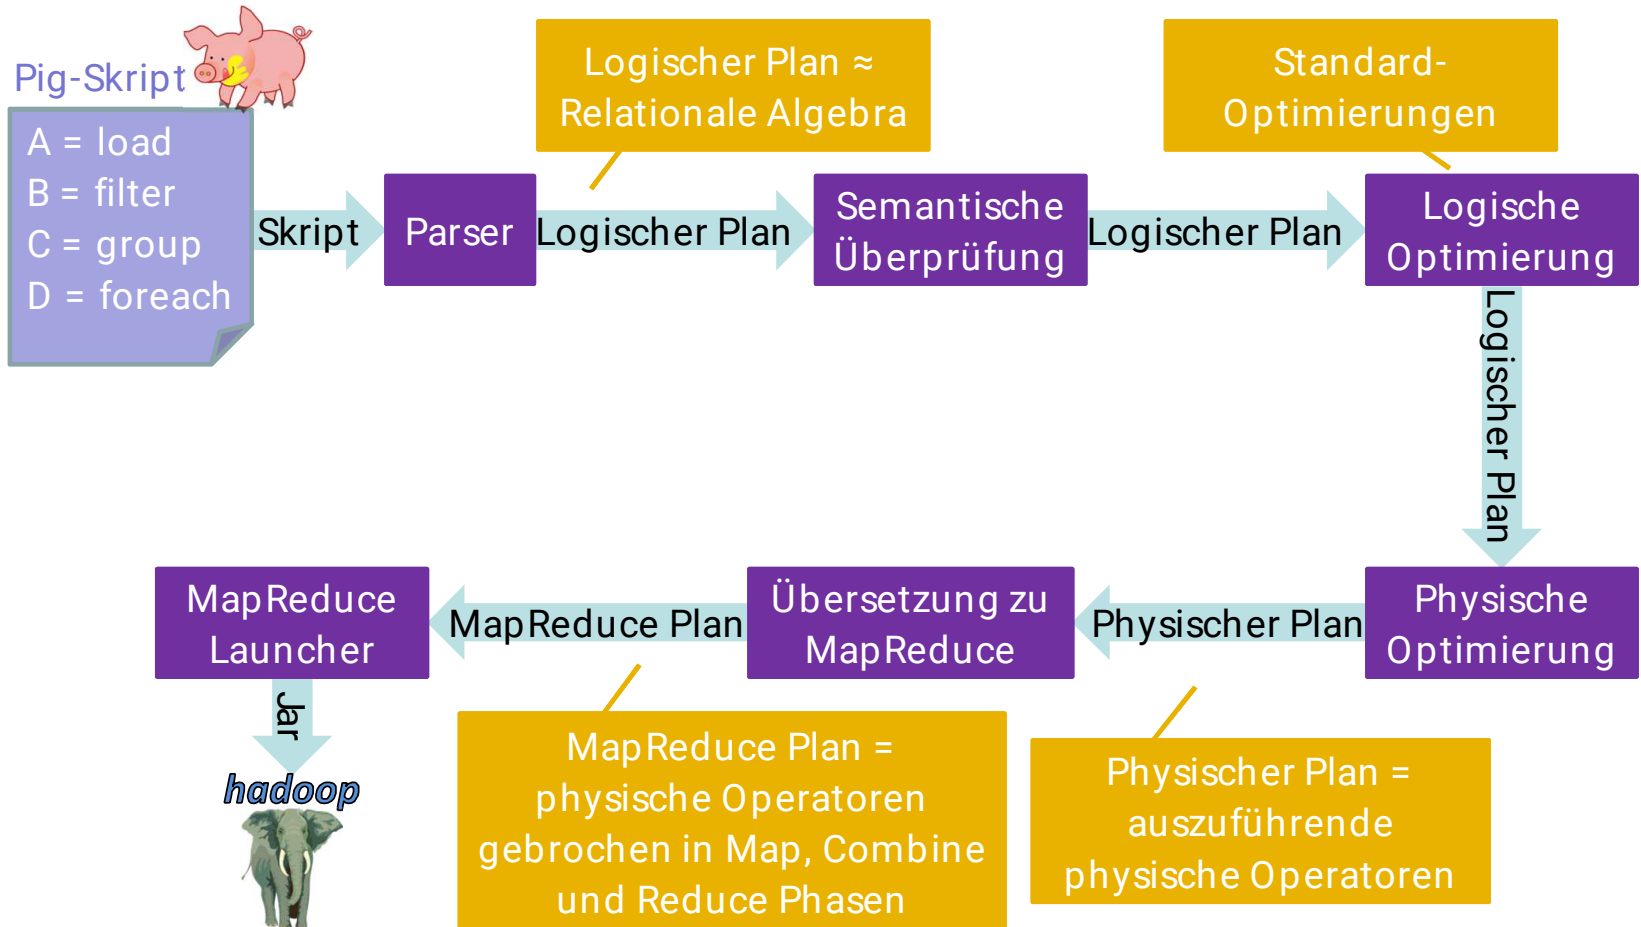 Pig-Skript
A = load
B = filter
C = group
D = foreach
Skript
Parser
Logischer Plan ≈
Relationale Algebra
Logischer Plan
Semantische
Überprüfung
Logischer Plan
Standard-
Optimierungen
Logische
Optimierung
Logischer Plan
Physische
Optimierung
Physischer Plan
Physischer Plan =
auszuführende
physische Operatoren
Übersetzung zu
MapReduce
MapReduce Plan
MapReduce Plan =
physische Operatoren
gebrochen in Map, Combine
und Reduce Phasen
MapReduce
Launcher
Jar
hadoop